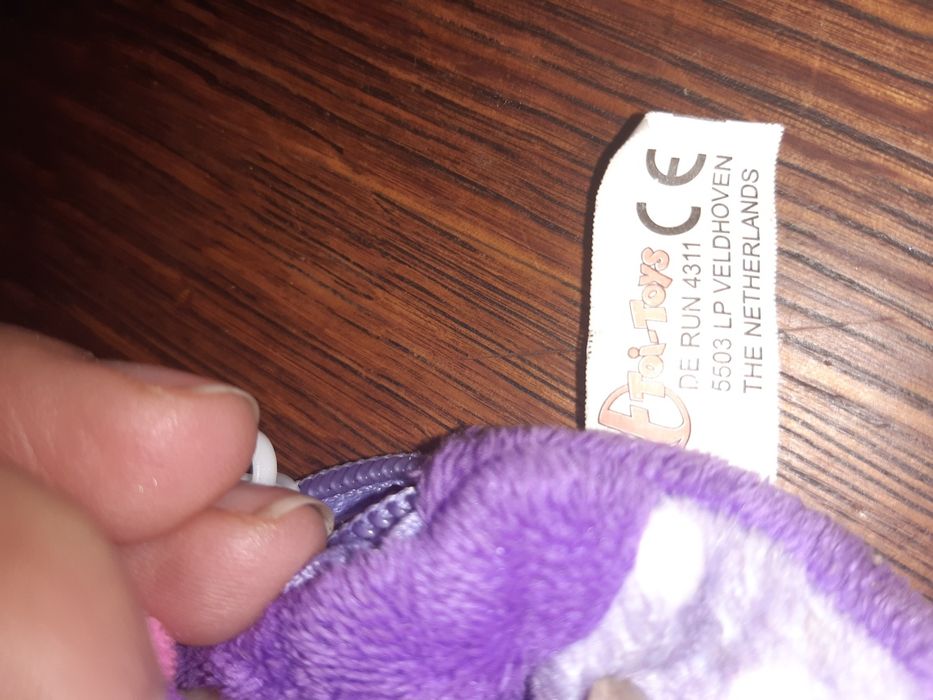 Toi-Toys CE
DE RUN 4311
5503 LP VELDHOVEN
THE NETHERLANDS